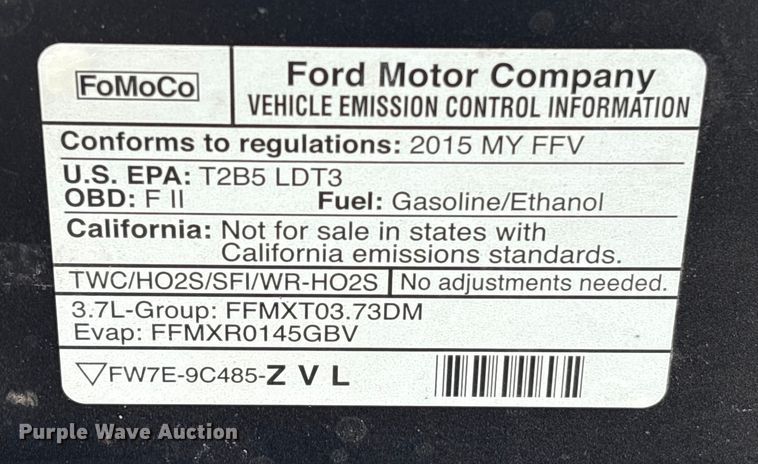 FoMoCo
Ford Motor Company
VEHICLE EMISSION CONTROL INFORMATION
Conforms to regulations: 2015 MY FFV
U.S. EPA: T2B5 LDT3
OBD: F II Fuel: Gasoline/Ethanol
California: Not for sale in states with
California emissions standards.
TWC/HO2S/SFI/WR-HO2S No adjustments needed.
3.7L-Group: FFMXT03.73DM
Evap: FFMXR0145GBV
▽FW7E-9C485-Z V L
Purple Wave Auction